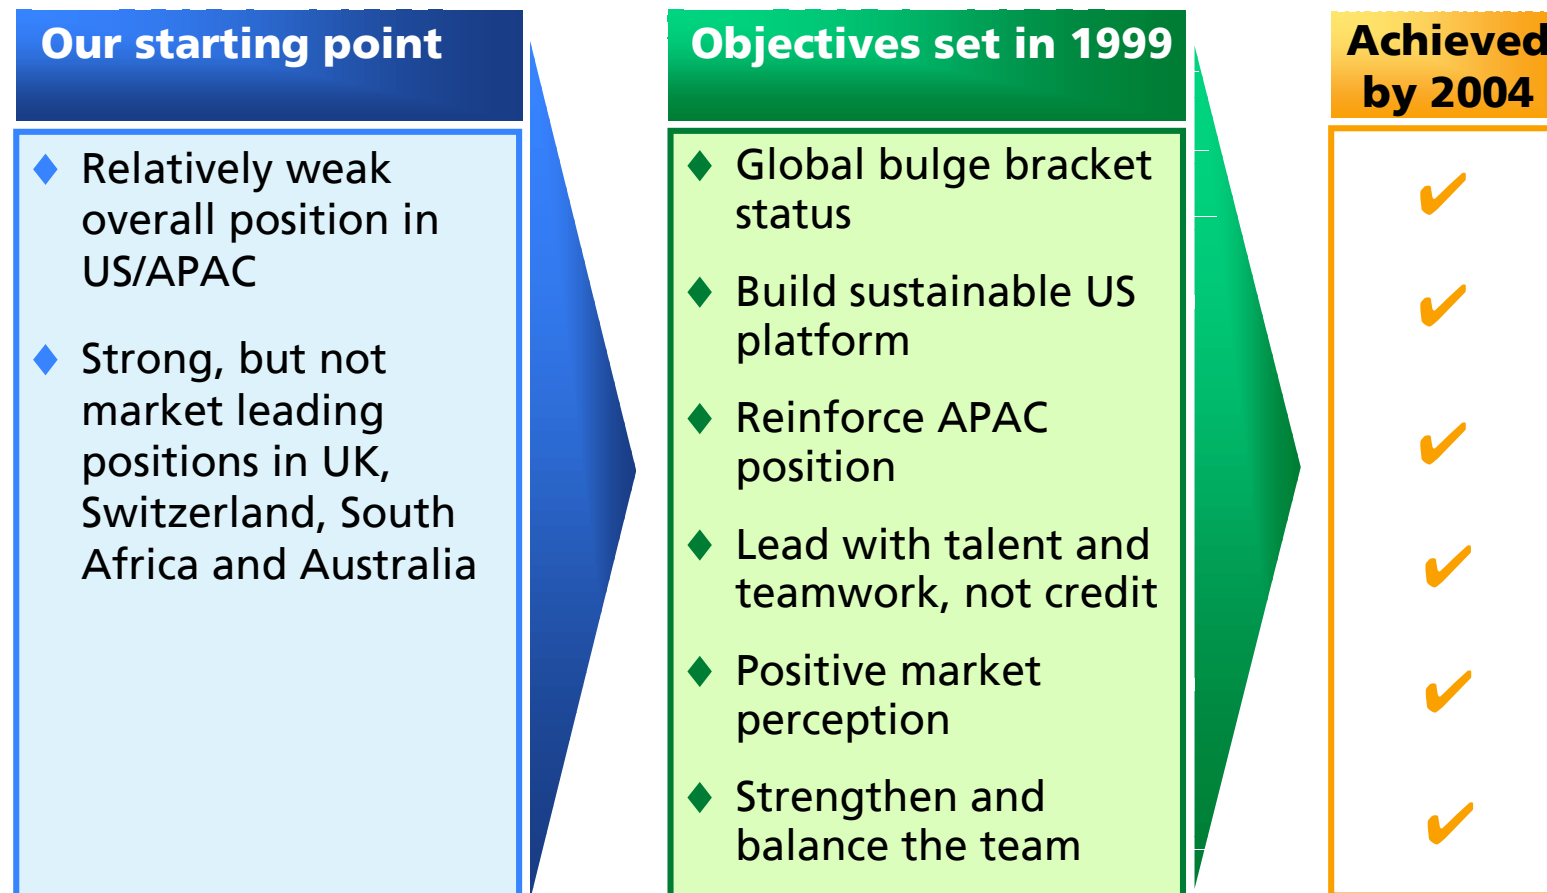 Our starting point
Relatively weak
overall position in
US/APAC
Strong, but not
market leading
positions in UK,
Switzerland, South
Africa and Australia
Objectives set in 1999
Global bulge bracket
status
Build sustainable US
platform
Reinforce APAC
position
Lead with talent and
teamwork, not credit
Positive market
perception
Strengthen and
balance the team
Achieved
by 2004
✔
✔
✔
✔
✔
✔